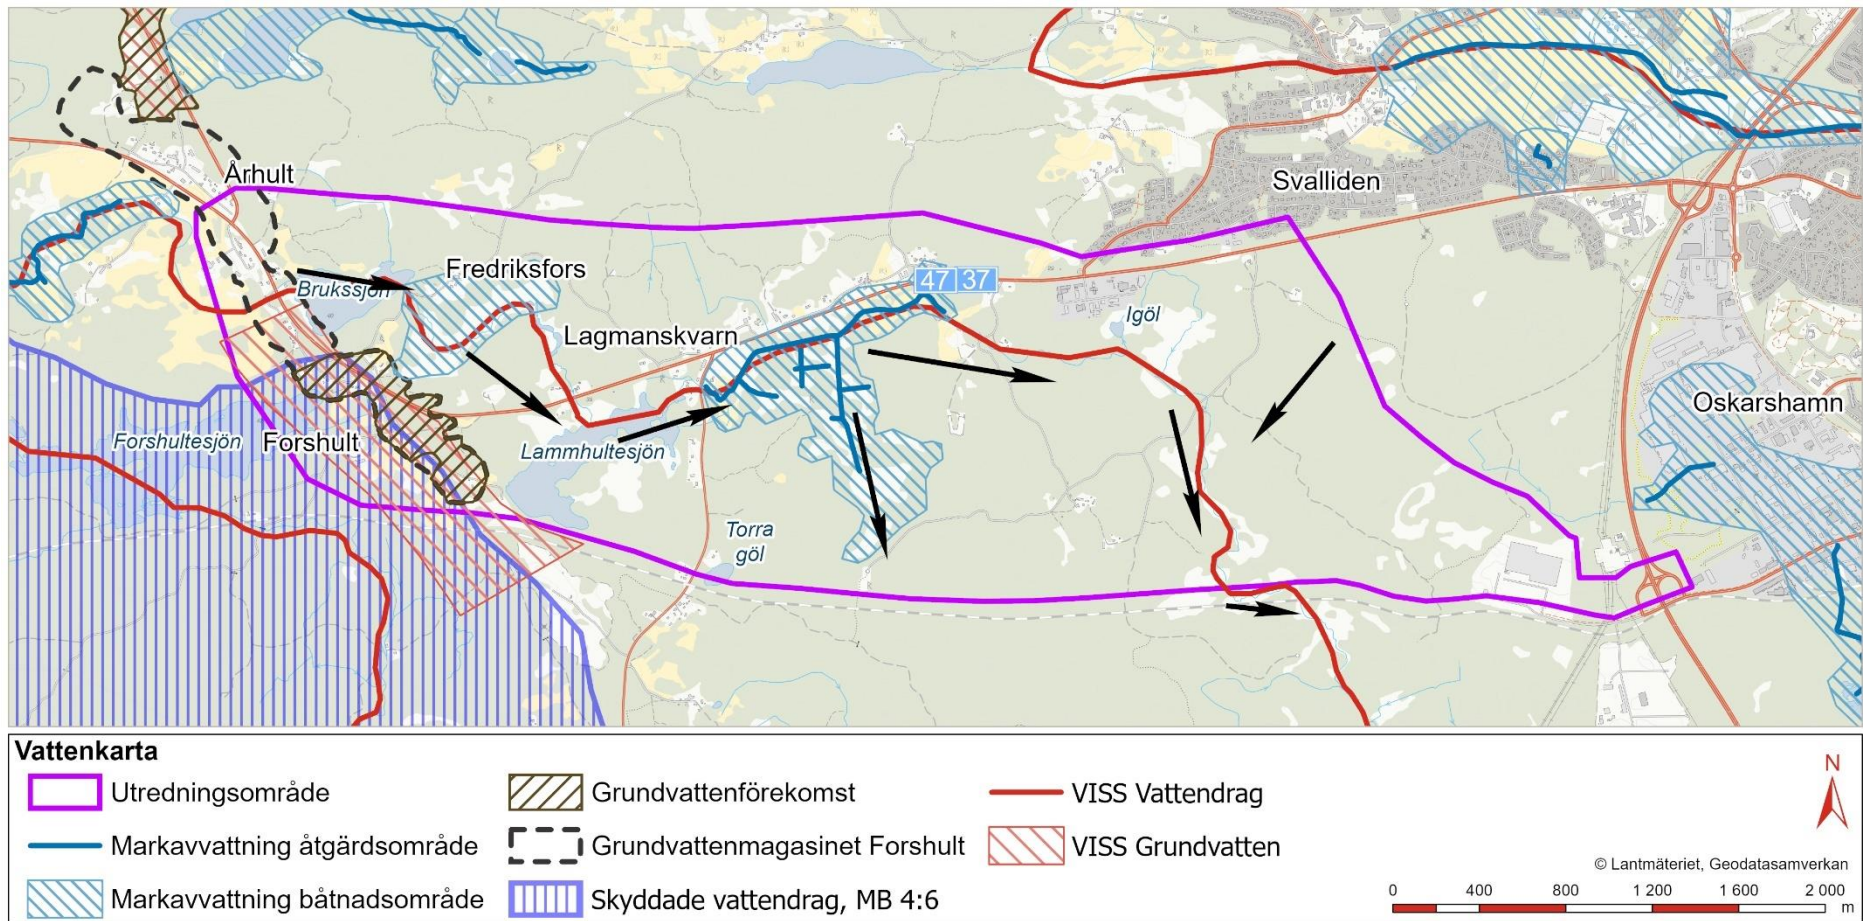 Århult
Svalliden
Fredriksfors
Brukssjön
47 37
Igöl
Lagmanskvarn
Oskarshamn
Forshultesjön
Forshult
Lammhultesjön
Torra
göl
Vattenkarta
Utredningsområde
Markavvattning åtgärdsområde
Markavvattning båtnadsområde
Grundvattenförekomst
Grundvattenmagasinet Forshult
Skyddade vattendrag, MB 4:6
VISS Vattendrag
VISS Grundvatten
N
© Lantmäteriet, Geodatasamverkan
0 400 800 1 200 1 600 2 000
m